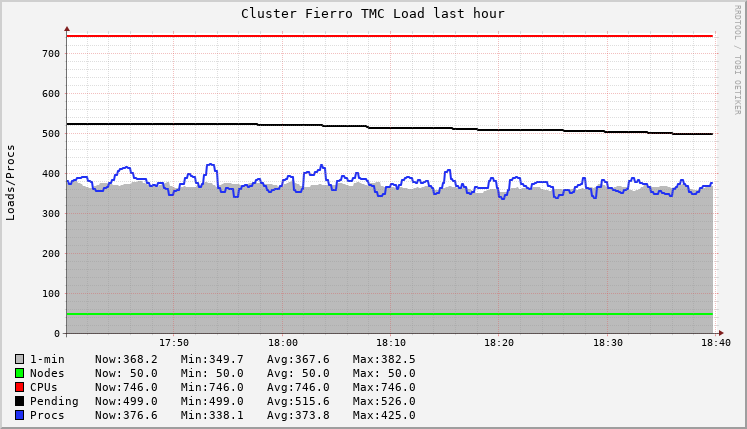 Cluster Fierro TMC Load last hour
RRDTOOL / TOBI OETIKER
Loads/Procs
700
600
500
400
300
200
100
0
17:50 18:00 18:10 18:20 18:30 18:40
1-min Now:368.2 Min:349.7 Avg:367.6 Max:382.5
Nodes Now: 50.0 Min: 50.0 Avg: 50.0 Max: 50.0
CPUs Now:746.0 Min:746.0 Avg:746.0 Max:746.0
Pending Now:499.0 Min:499.0 Avg:515.6 Max:526.0
Procs Now:376.6 Min:338.1 Avg:373.8 Max:425.0